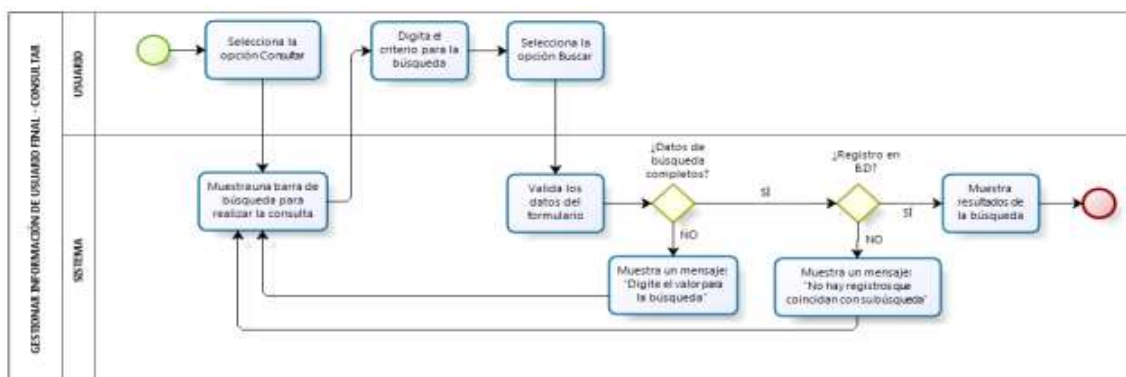 GESTIONAR INFORMACIÓN DE USUARIO FINAL - CONSULTAR
USUARIO
Selecciona la
opción Consultar
Digita el
criterio para la
búsqueda
Selecciona la
opción Buscar
SISTEMA
Muestra una barra de
búsqueda para
realizar la consulta
Valida los
datos del
formulario
¿Datos de
búsqueda
completos?
SÍ
NO
Muestra un mensaje:
"Digite el valor para
la búsqueda"
¿Registro en
B.D?
SÍ
NO
Muestra un mensaje:
"No hay registros que
coincidan con su búsqueda"
Muestra
resultados de
la búsqueda